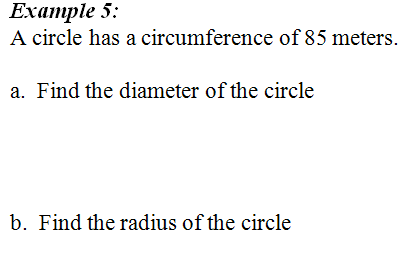 Example 5:
A circle has a circumference of 85 meters.
a. Find the diameter of the circle
b. Find the radius of the circle